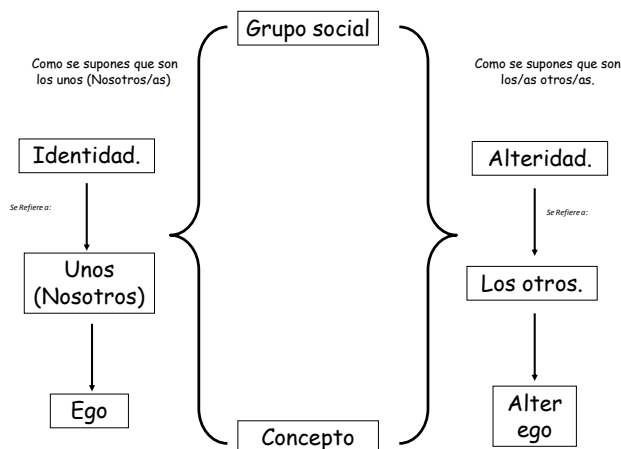 Grupo social
Como se supones que son
los unos (Nosotros/as)
Como se supones que son
los/as otros/as.
Identidad.
Alteridad.
Se Refiere a:
Se Refiere a:
Unos
(Nosotros)
Los otros.
Ego
Alter
ego
Concepto